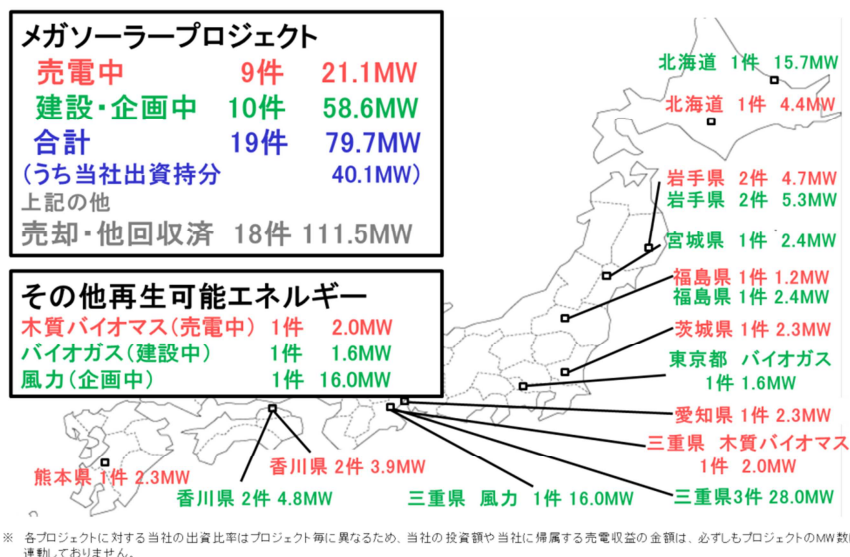 メガソーラープロジェクト
売電中 9件 21.1MW
建設・企画中 10件 58.6MW
合計 19件 79.7MW
(うち当社出資持分 40.1MW)
上記の他
売却・他回収済 18件 111.5MW
その他再生可能エネルギー
木質バイオマス(売電中) 1件 2.0MW
バイオガス(建設中) 1件 1.6MW
風力(企画中) 1件 16.0MW
北海道 1件 15.7MW
北海道 1件 4.4MW
岩手県 2件 4.7MW
岩手県 2件 5.3MW
宮城県 1件 2.4MW
福島県 1件 1.2MW
福島県 1件 2.4MW
茨城県 1件 2.3MW
東京都 バイオガス
1件 1.6MW
愛知県 1件 2.3MW
三重県 木質バイオマス
1件 2.0MW
三重県3件 28.0MW
三重県 風力 1件 16.0MW
香川県 2件 3.9MW
香川県 2件 4.8MW
熊本県 1件 2.3MW
※ 各プロジェクトに対する当社の出資比率はプロジェクト毎に異なるため、当社の投資額や当社に帰属する売電収益の金額は、必ずしもプロジェクトのMW数
連動しておりません。